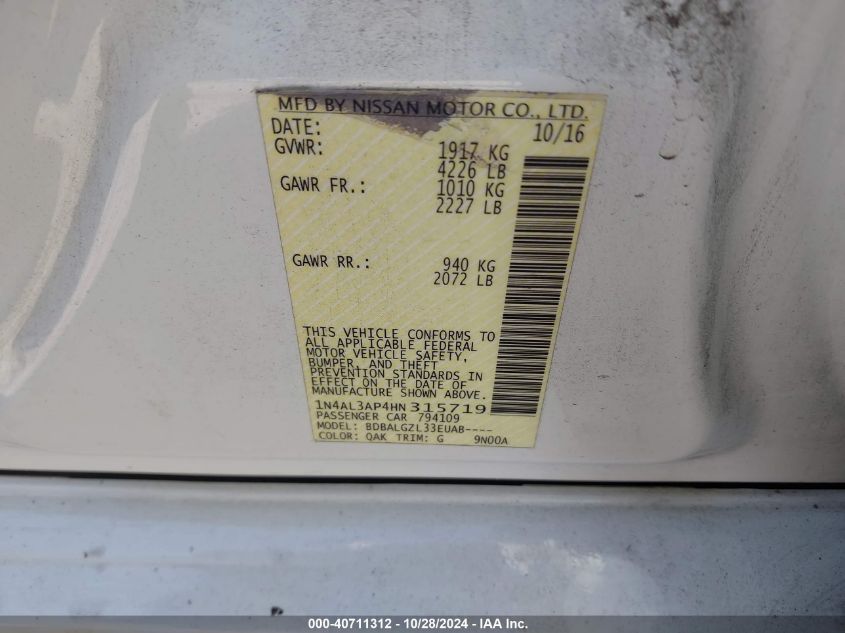 MFD BY NISSAN MOTOR CO., LTD.
DATE: 10/16
GVWR: 1917 KG
4226 LB
GAWR FR.: 1010 KG
2227 LB
GAWR RR.: 940 KG
2072 LB
THIS VEHICLE CONFORMS TO
ALL APPLICABLE FEDERAL
MOTOR VEHICLE SAFETY,
BUMPER, AND THEFT
PREVENTION STANDARDS IN
EFFECT ON THE DATE OF
MANUFACTURE SHOWN ABOVE.
1N4AL3AP4HN315719
PASSENGER CAR 794109
MODEL: BDBALGZL33EUAB----
COLOR: QAK TRIM: G 9N00A
000-40711312 - 10/28/2024 - IAA Inc.